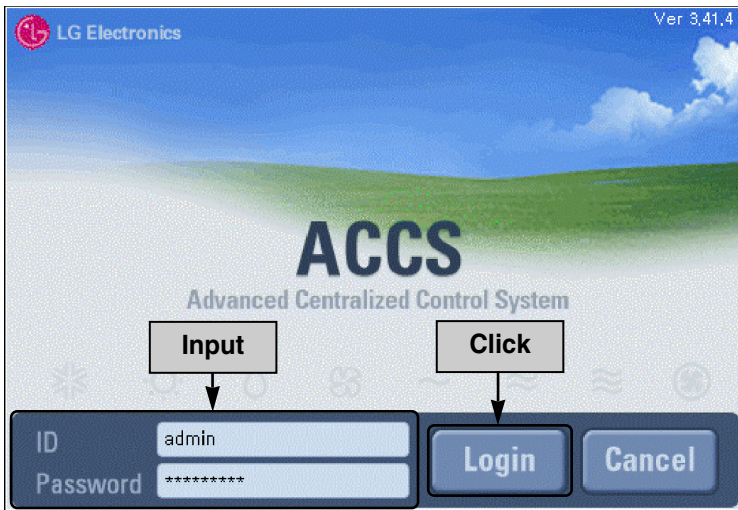 LG Electronics
Ver 3,41,4
ACCS
Advanced Centralized Control System
Input
Click
ID
admin
Password
*********
Login
Cancel